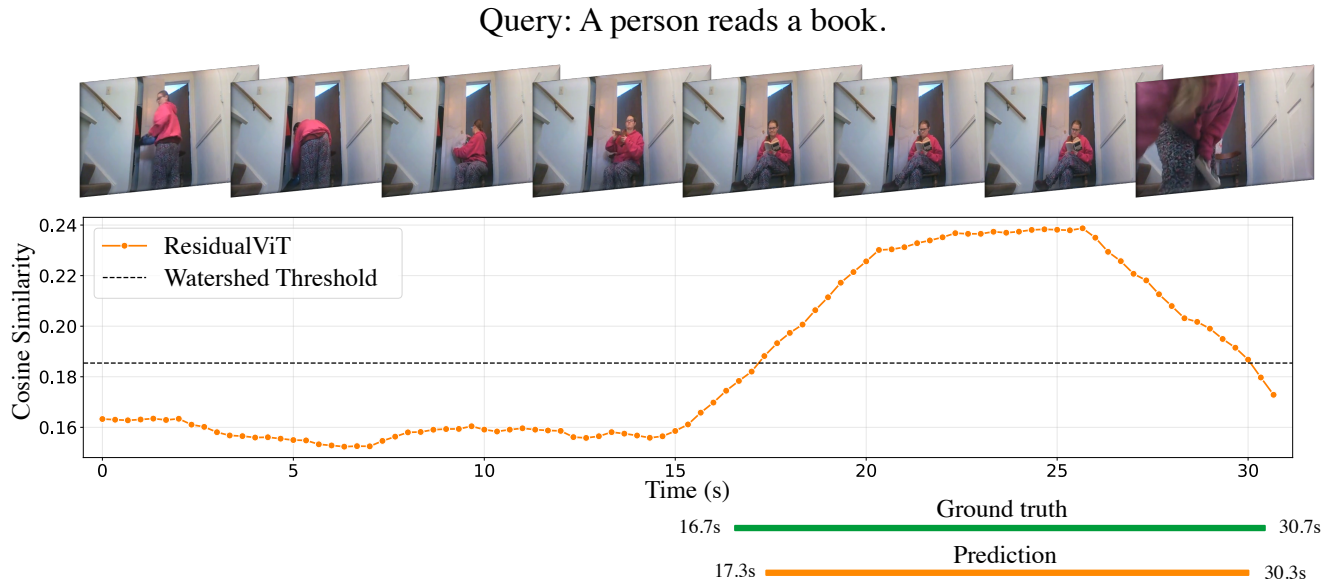 Query: A person reads a book.
0.24
0.22
0.20
0.18
0.16
Cosine Similarity
ResidualViT
Watershed Threshold
0 5 10 15 20 25 30
Time (s)
Ground truth
16.7s 30.7s
Prediction
17.3s 30.3s